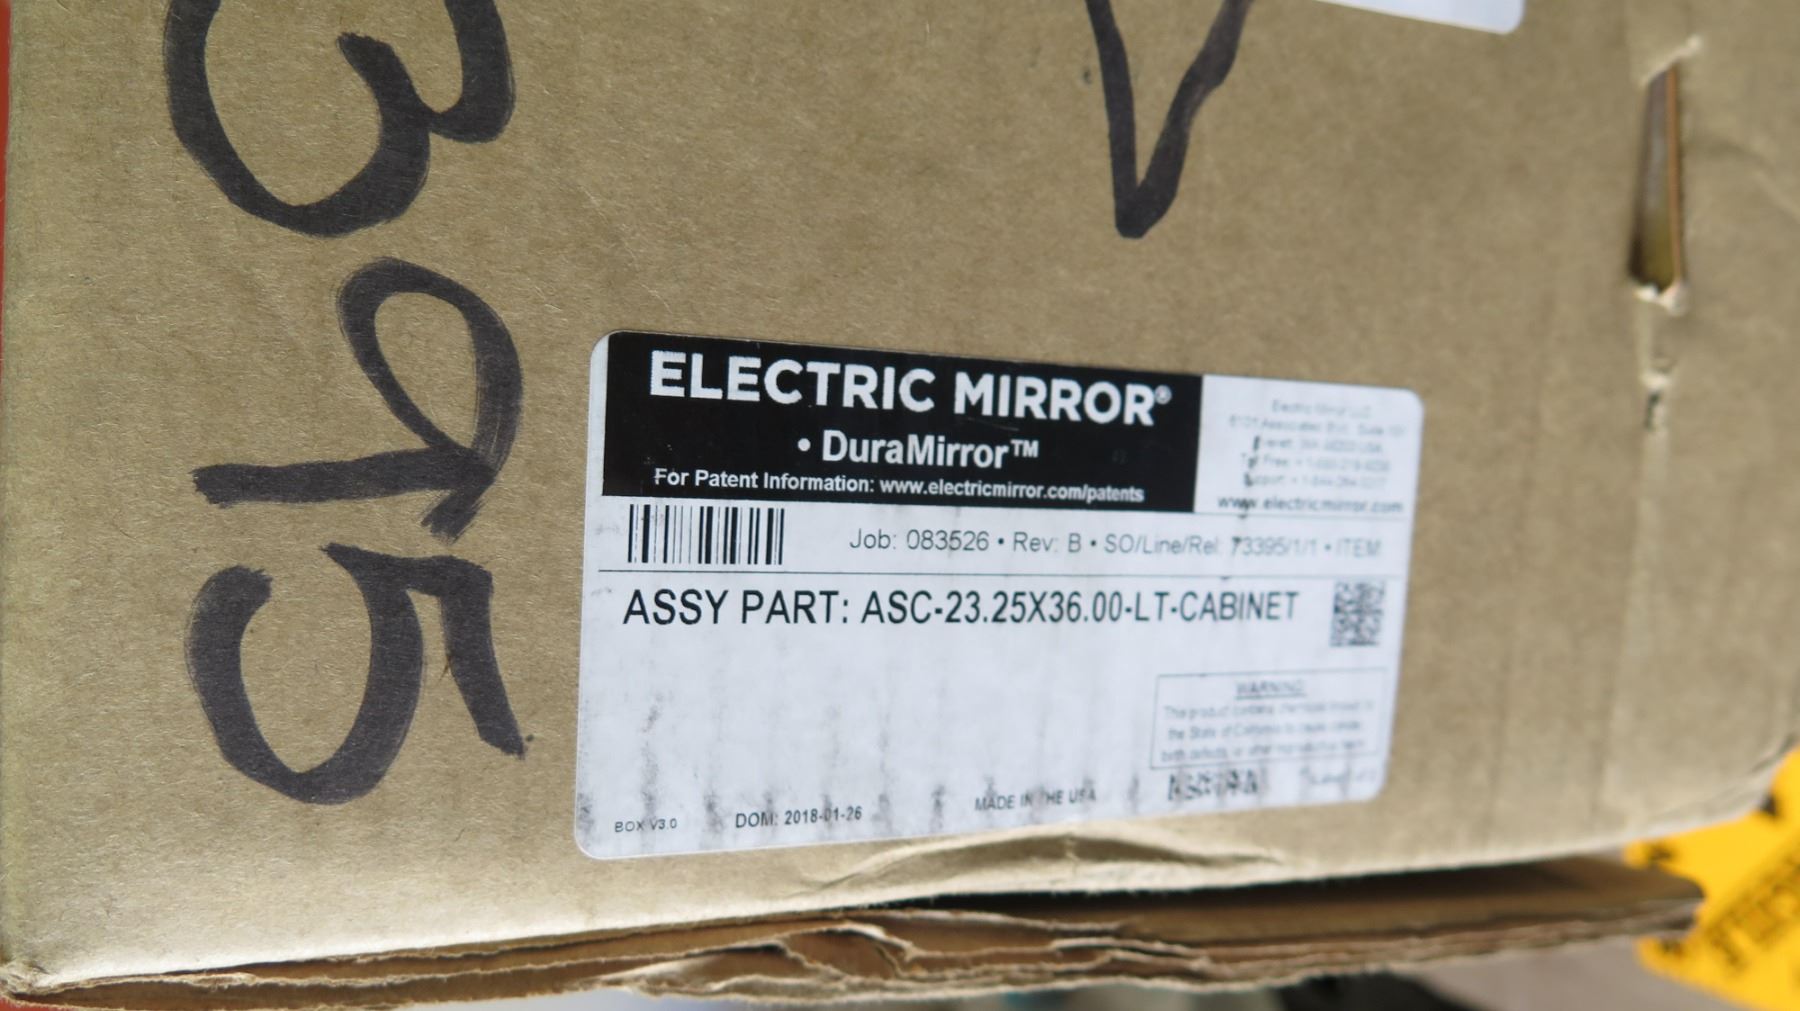 395
ELECTRIC MIRROR®
• DuraMirror™
For Patent Information: www.electricmirror.com/patents
www.electricmirror.com
Job: 083526 • Rev: B • SO/Line/Rel: 73395/1/1 • ITEM
ASSY PART: ASC-23.25X36.00-LT-CABINET
WARNING
BOX V3.0
DOM: 2018-01-26
MADE IN THE USA